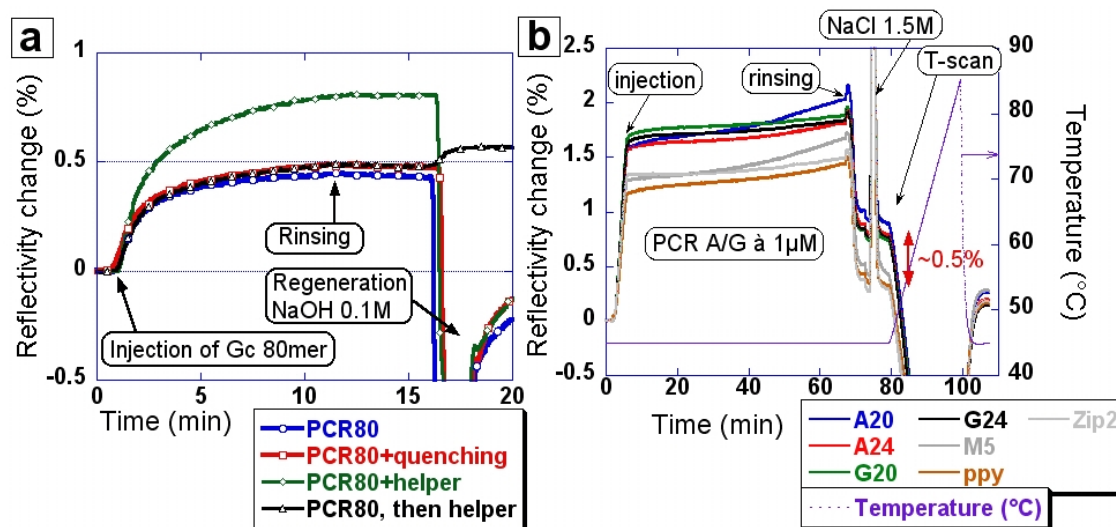 a
Reflectivity change (%)
1
0.5
0
-0.5
0 5 10 15 20
Time (min)
Rinsing
Regeneration
NaOH 0.1M
Injection of Gc 80mer
PCR80
PCR80+quenching
PCR80+helper
PCR80, then helper
b
NaCl 1.5M
T-scan
injection
rinsing
PCR A/G à 1µM
~0.5%
Reflectivity change (%)
2.5
2
1.5
1
0.5
0
-0.5
0 20 40 60 80 100
Time (min)
90
80
70
60
50
40
Temperature (°C)
A20 G24 Zip2
A24 M5
G20 ppy
Temperature (°C)